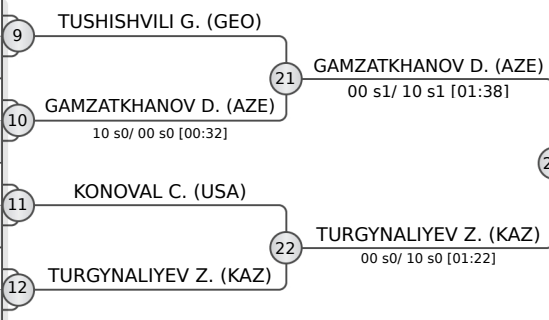 TUSHISHVILI G. (GEO)
9
GAMZATKHANOV D. (AZE)
21
00 s1/ 10 s1 [01:38]
GAMZATKHANOV D. (AZE)
10
10 s0/ 00 s0 [00:32]
KONOVAL C. (USA)
11
TURGYNALIYEV Z. (KAZ)
22
00 s0/ 10 s0 [01:22]
TURGYNALIYEV Z. (KAZ)
12